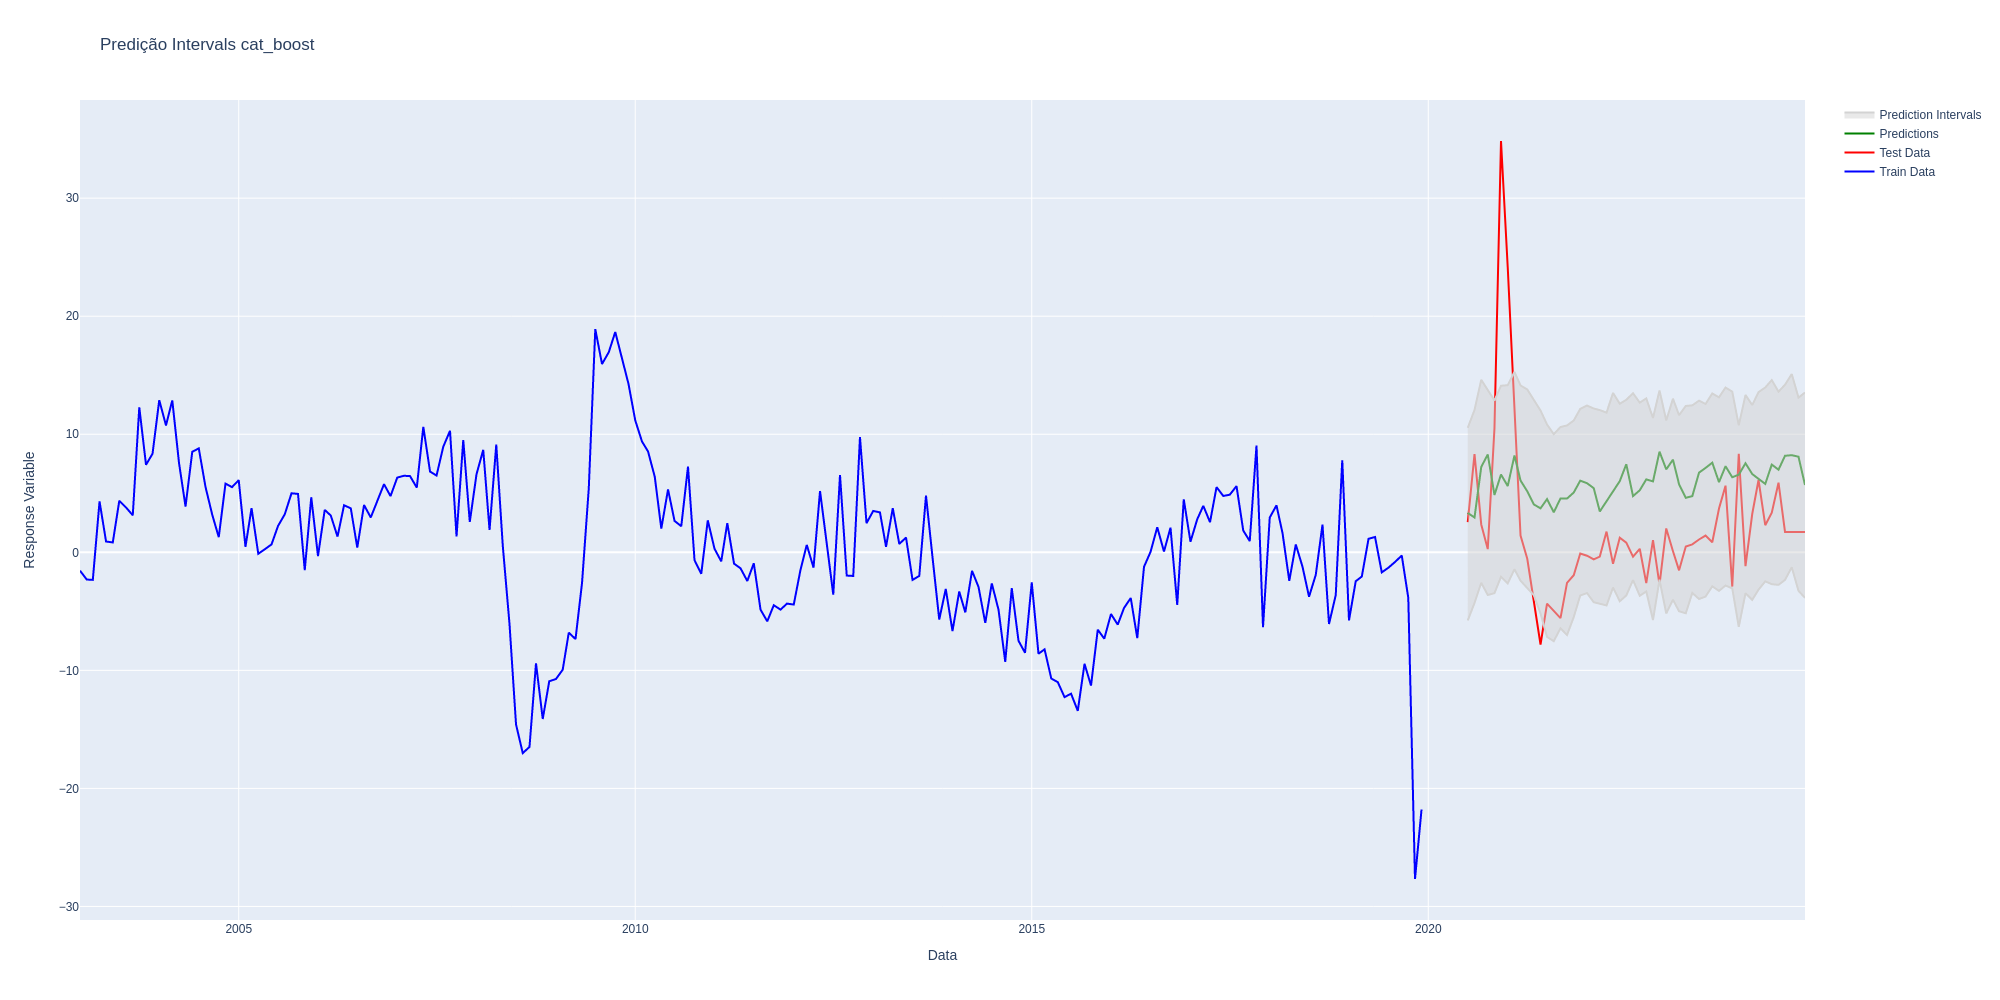 Predição Intervals cat_boost
Prediction Intervals
Predictions
Test Data
Train Data
Response Variable
30
20
10
0
−10
−20
−30
2005
2010
2015
2020
Data